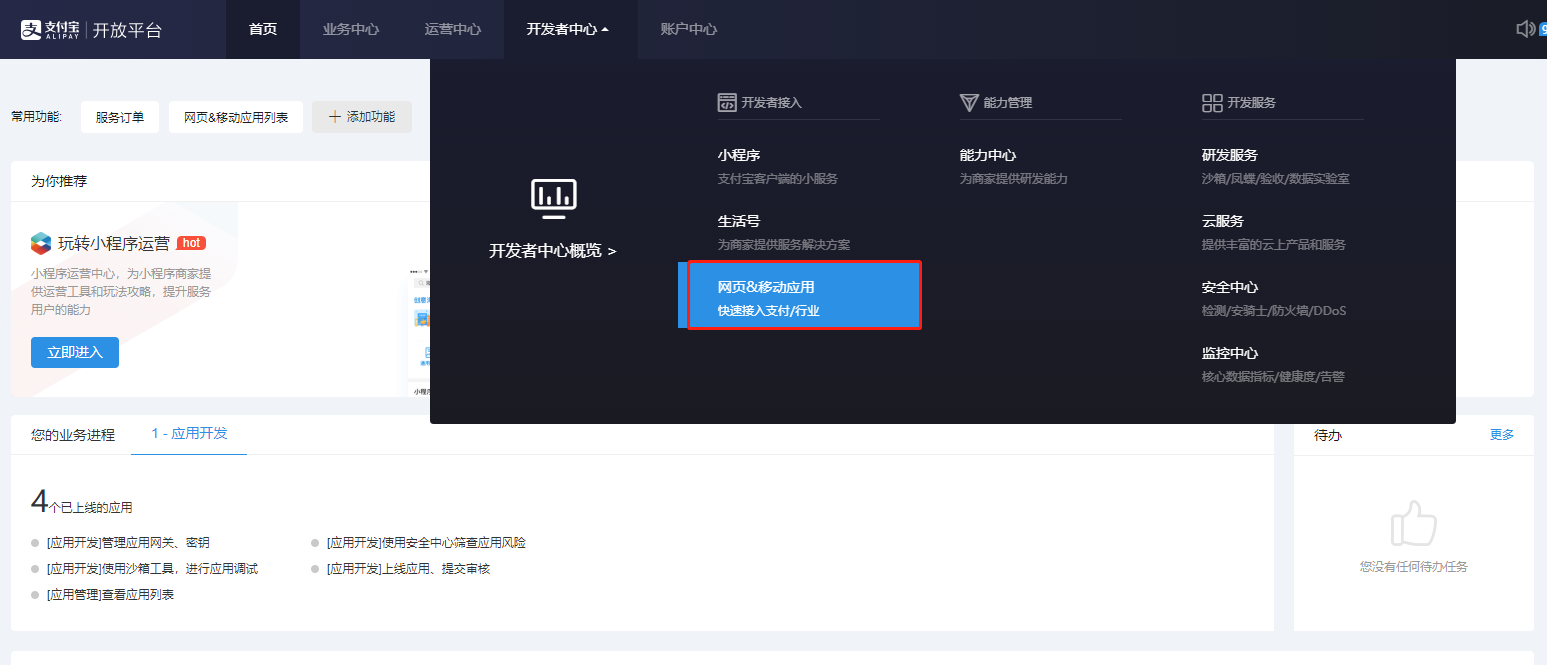 支付宝 ALIPAY 开放平台 首页 业务中心 运营中心 开发者中心 账户中心
常用功能: 服务订单 网页&移动应用列表 添加功能
为你推荐
玩转小程序运营 hot
小程序运营中心，为小程序商家提
供运营工具和玩法攻略，提升服务
用户的能力
立即进入
开发者中心概览 >
开发者接入
小程序
支付宝客户端的小服务
生活号
为商家提供服务解决方案
网页&移动应用
快速接入支付/行业
能力管理
能力中心
为商家提供研发能力
开发服务
研发服务
沙箱/凤蝶/验收/数据实验室
云服务
提供丰富的云上产品和服务
安全中心
检测/安骑士/防火墙/DDoS
监控中心
核心数据指标/健康度/告警
您的业务进程 1 - 应用开发
4个已上线的应用
[应用开发]管理应用网关、密钥
[应用开发]使用安全中心筛查应用风险
[应用开发]使用沙箱工具，进行应用调试
[应用开发]上线应用、提交审核
[应用管理]查看应用列表
待办 更多
您没有任何待办任务